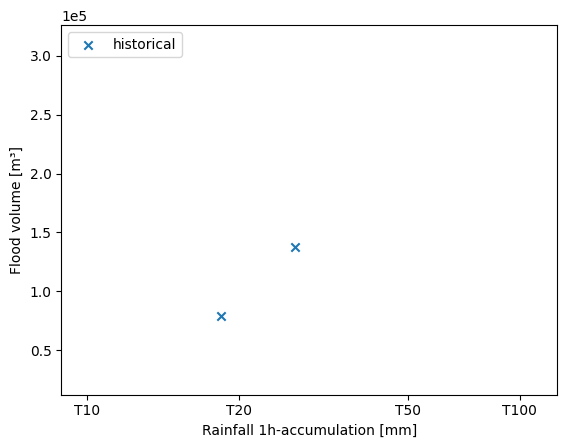 1e5
historical
3.0
2.5
2.0
1.5
1.0
0.5
Flood volume [m³]
T10 T20 T50 T100
Rainfall 1h-accumulation [mm]